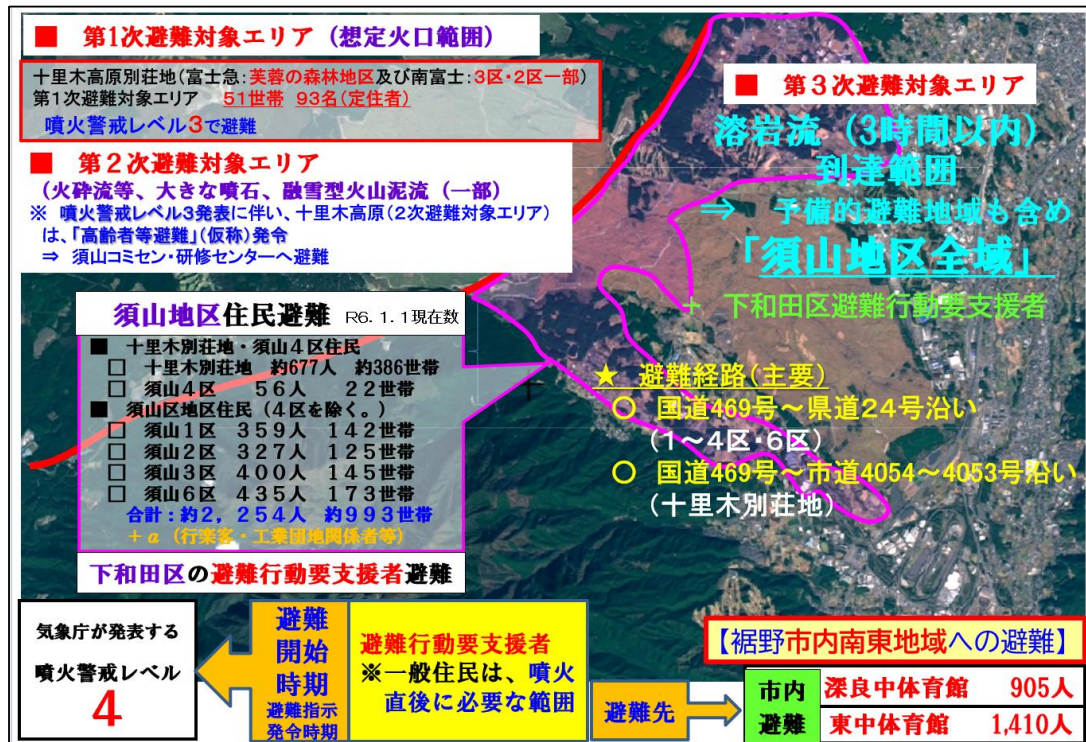 ■ 第1次避難対象エリア (想定火口範囲)
十里木高原別荘地(富士急:芙蓉の森林地区及び南富士:3区・2区一部)
第1次避難対象エリア 51世帯 93名(定住者)
噴火警戒レベル3で避難
■ 第2次避難対象エリア
(火砕流等、大きな噴石、融雪型火山泥流 (一部)
※ 噴火警戒レベル3発表に伴い、十里木高原(2次避難対象エリア)
は、「高齢者等避難」(仮称)発令
⇒ 須山コミセン・研修センターへ避難
■ 第3次避難対象エリア
溶岩流 (3時間以内)
到達範囲
⇒ 予備的避難地域も含め
「須山地区全域」
+ 下和田区避難行動要支援者
須山地区住民避難 R6.1.1現在数
■ 十里木別荘地・須山4区住民
□ 十里木別荘地 約677人 約386世帯
□ 須山4区 56人 22世帯
■ 須山区地区住民 (4区を除く。)
□ 須山1区 359人 142世帯
□ 須山2区 327人 125世帯
□ 須山3区 400人 145世帯
□ 須山6区 435人 173世帯
合計:約2,254人 約993世帯
+α (行楽客・工業団地関係者等)
下和田区の避難行動要支援者避難
★ 避難経路(主要)
○ 国道469号~県道24号沿い
(1~4区・6区)
○ 国道469号~市道4054~4053号沿い
(十里木別荘地)
気象庁が発表する
噴火警戒レベル
4
避難
開始
時期
避難指示
発令時期
避難行動要支援者
※一般住民は、噴火
直後に必要な範囲
避難先
【裾野市内南東地域への避難】
市内
避難
深良中体育館 905人
東中体育館 1,410人